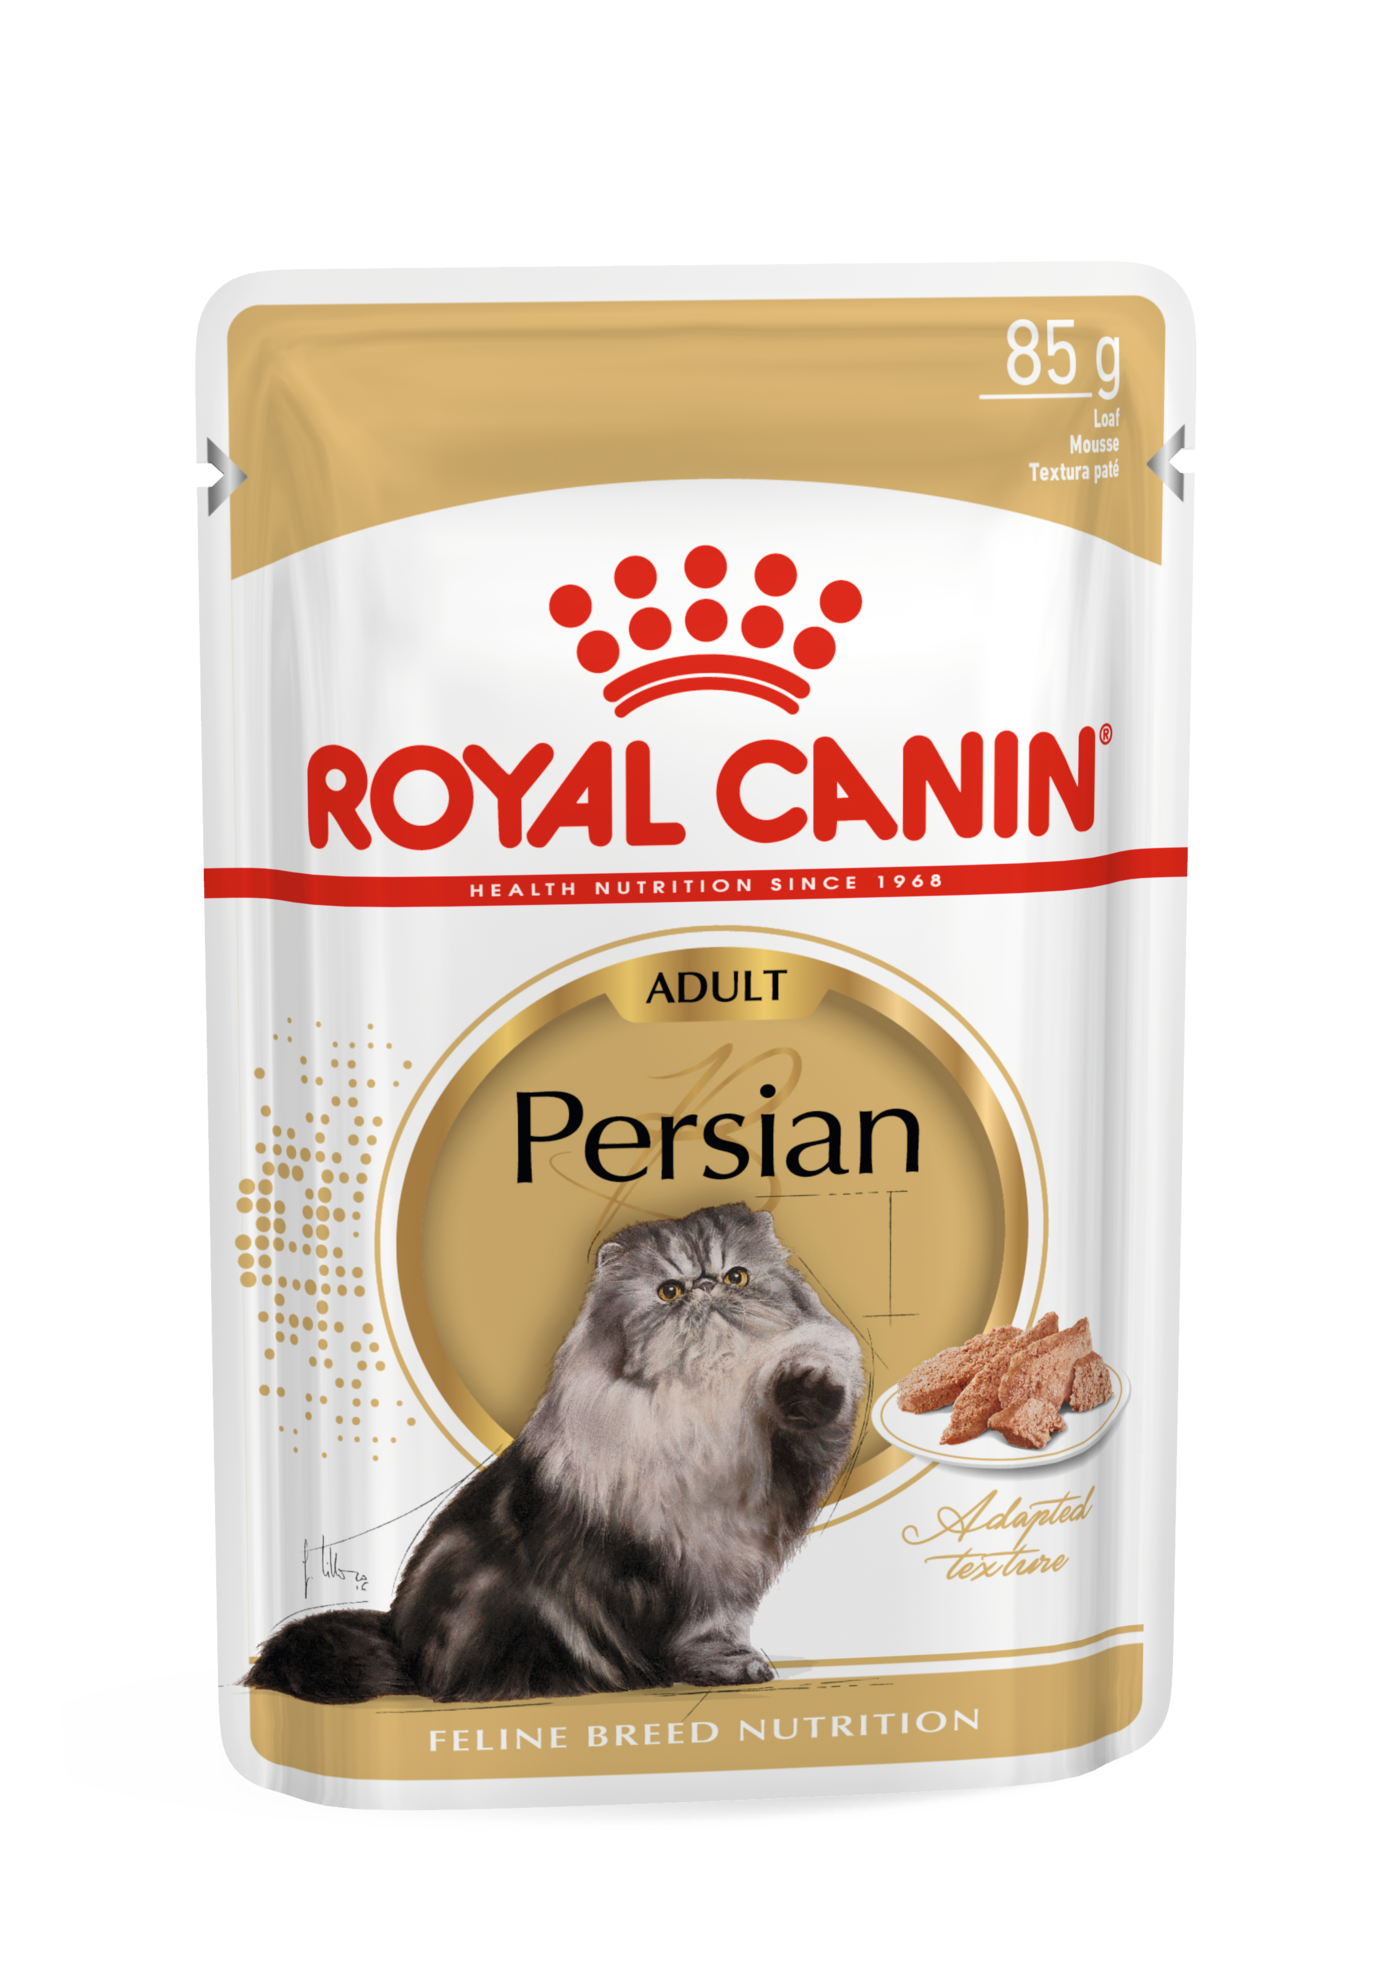 85 g
Loaf
Mousse
Textura paté
ROYAL CANIN®
HEALTH NUTRITION SINCE 1968
ADULT
Persian
Adapted
texture
FELINE BREED NUTRITION